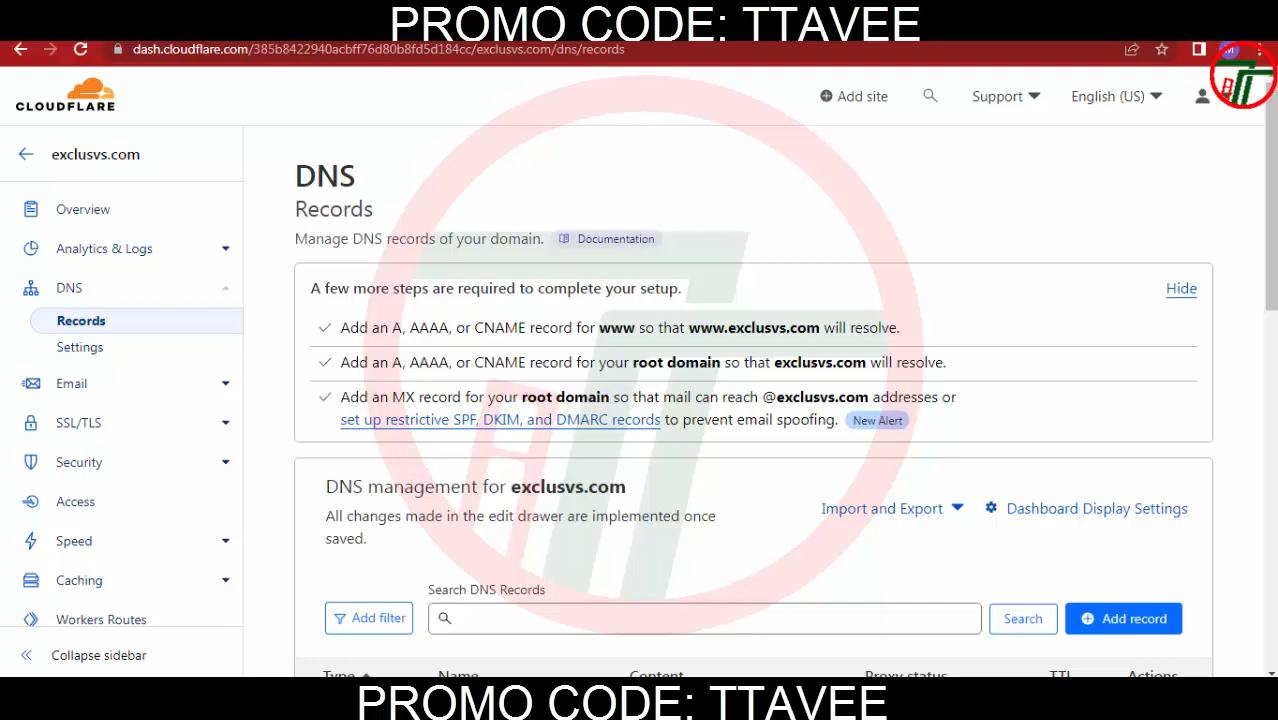 PROMO CODE: TTAVEE
dash.cloudflare.com/385b8422940acbff76d80b8fd5d184cc/exclusvs.com/dns/records
CLOUDFLARE
Add site
Support
English (US)
exclusvs.com
Overview
Analytics & Logs
DNS
Records
Settings
Email
SSL/TLS
Security
Access
Speed
Caching
Workers Routes
Collapse sidebar
DNS
Records
Manage DNS records of your domain. Documentation
A few more steps are required to complete your setup. Hide
Add an A, AAAA, or CNAME record for www so that www.exclusvs.com will resolve.
Add an A, AAAA, or CNAME record for your root domain so that exclusvs.com will resolve.
Add an MX record for your root domain so that mail can reach @exclusvs.com addresses or
set up restrictive SPF, DKIM, and DMARC records to prevent email spoofing. New Alert
DNS management for exclusvs.com
All changes made in the edit drawer are implemented once
saved.
Import and Export
Dashboard Display Settings
Search DNS Records
Add filter
Search
Add record
Type Name Content Proxy status TTL Actions
PROMO CODE: TTAVEE